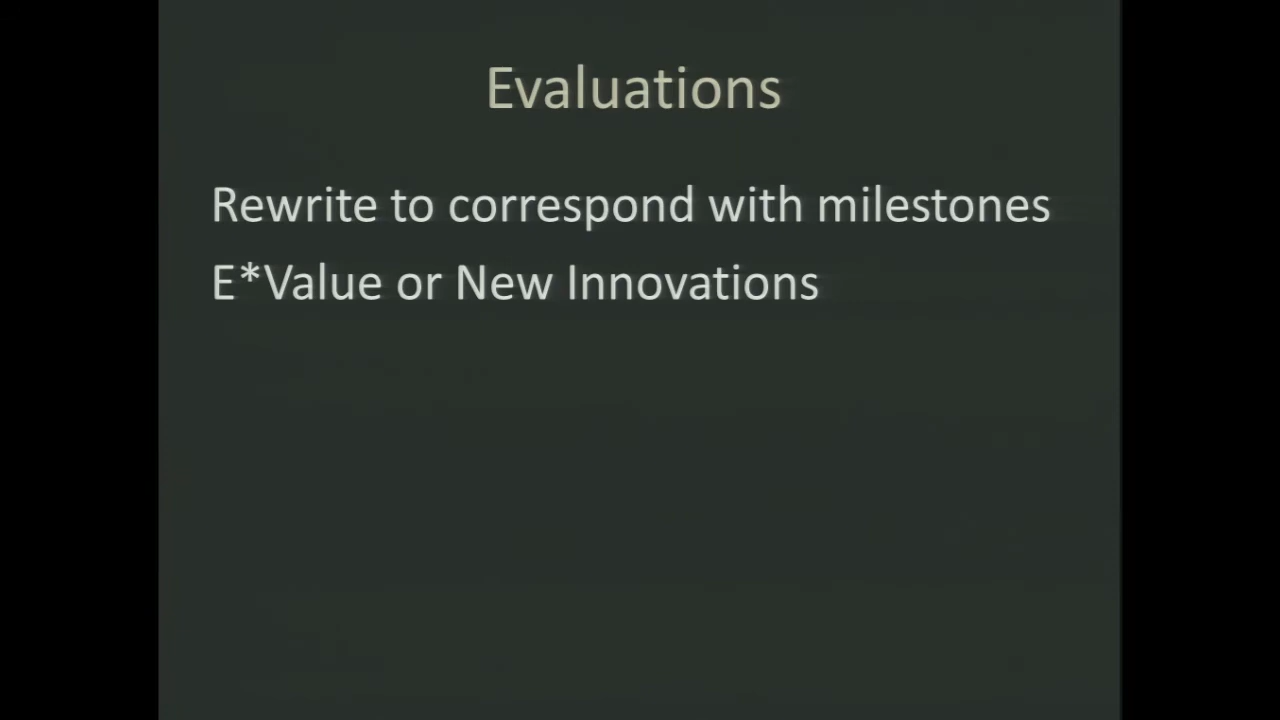 Evaluations
Rewrite to correspond with milestones
E*Value or New Innovations